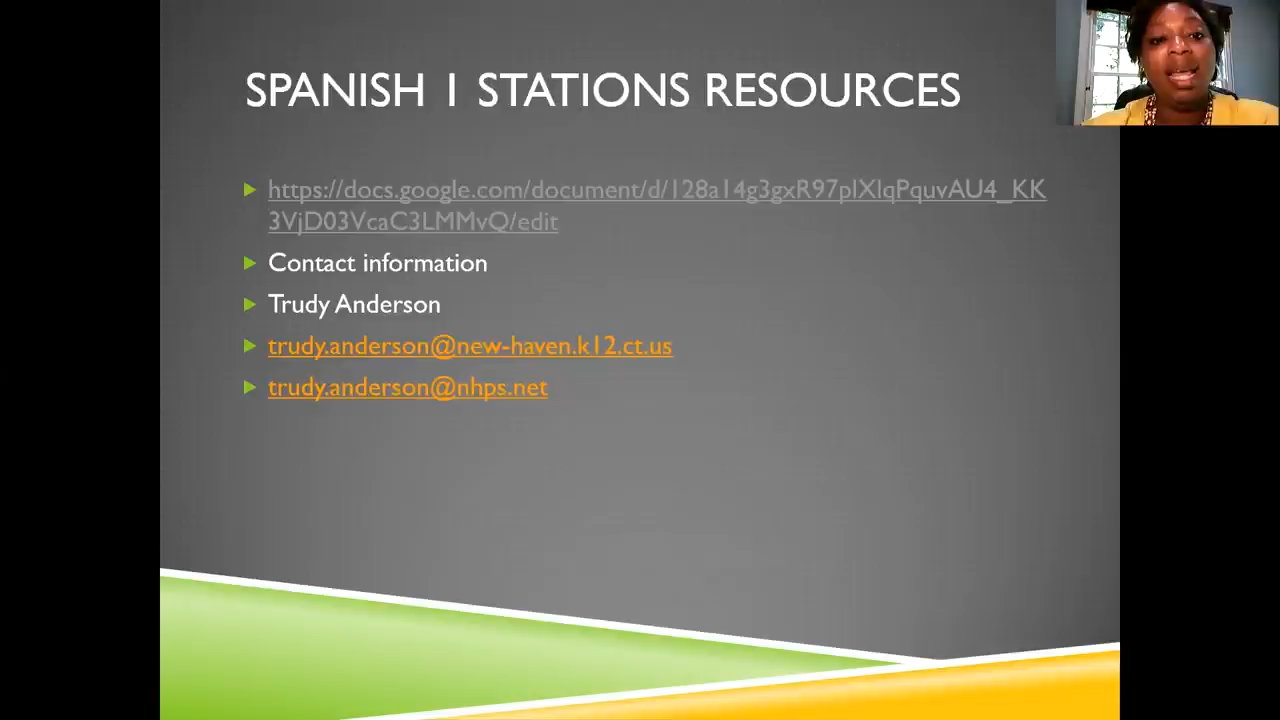 SPANISH 1 STATIONS RESOURCES
https://docs.google.com/document/d/128a14g3gxR97plXlqPquvAU4_KK
3VjD03VcaC3LMMvQ/edit
Contact information
Trudy Anderson
trudy.anderson@new-haven.k12.ct.us
trudy.anderson@nhps.net